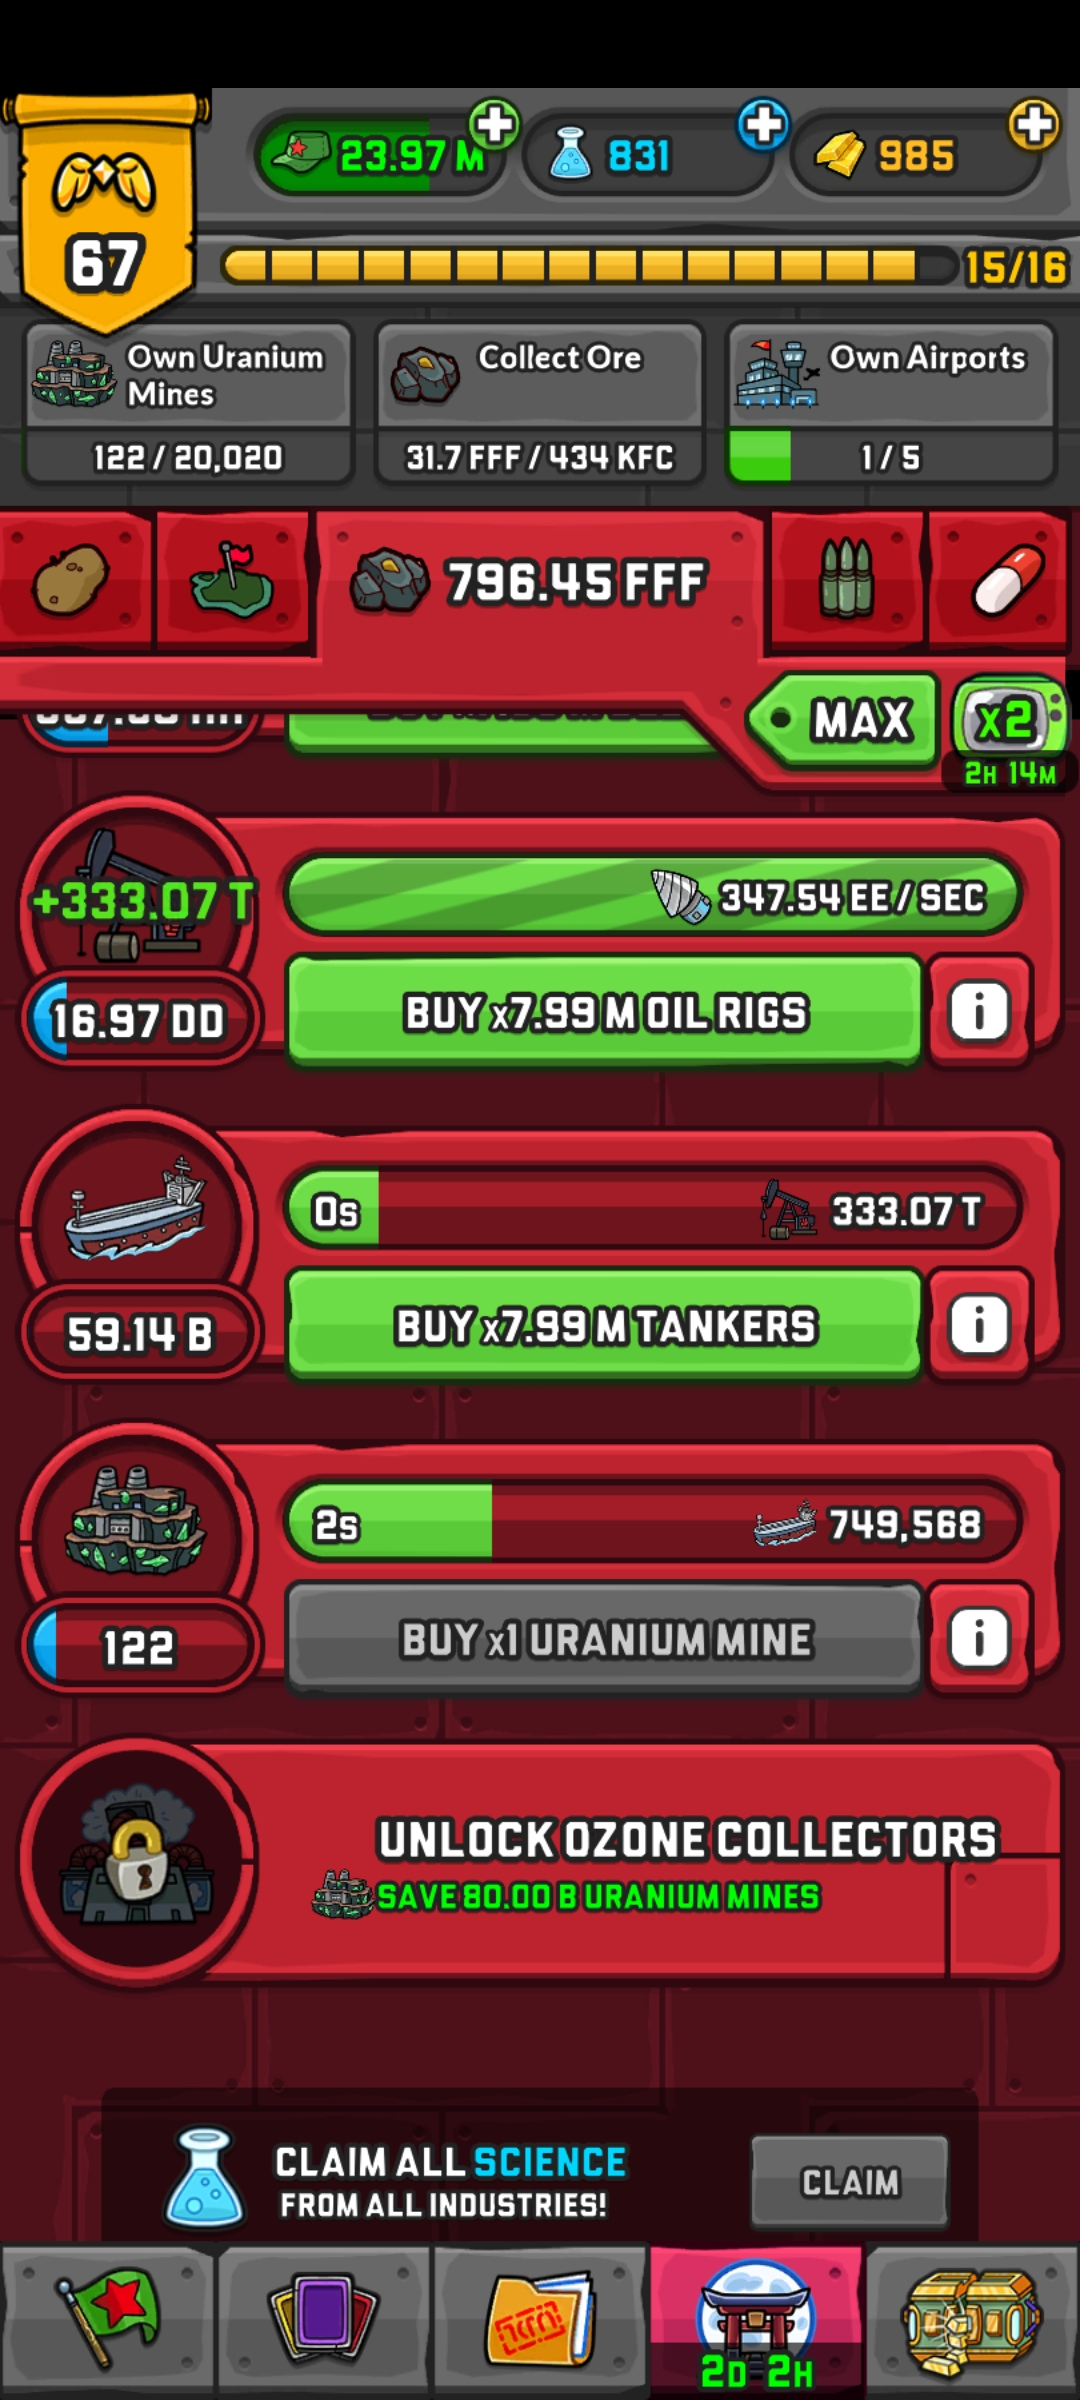 23.97 M
831
985
67
15/16
Own Uranium
Mines
122 / 20,020
Collect Ore
31.7 FFF / 434 KFC
Own Airports
1 / 5
796.45 FFF
MAX
x2
2H 14M
+333.07 T
347.54 EE / SEC
16.97 DD
BUY x7.99 M OIL RIGS
i
0s
333.07 T
59.14 B
BUY x7.99 M TANKERS
i
2s
749,568
122
BUY x1 URANIUM MINE
i
UNLOCK OZONE COLLECTORS
SAVE 80.00 B URANIUM MINES
CLAIM ALL SCIENCE
FROM ALL INDUSTRIES!
CLAIM
2D 2H